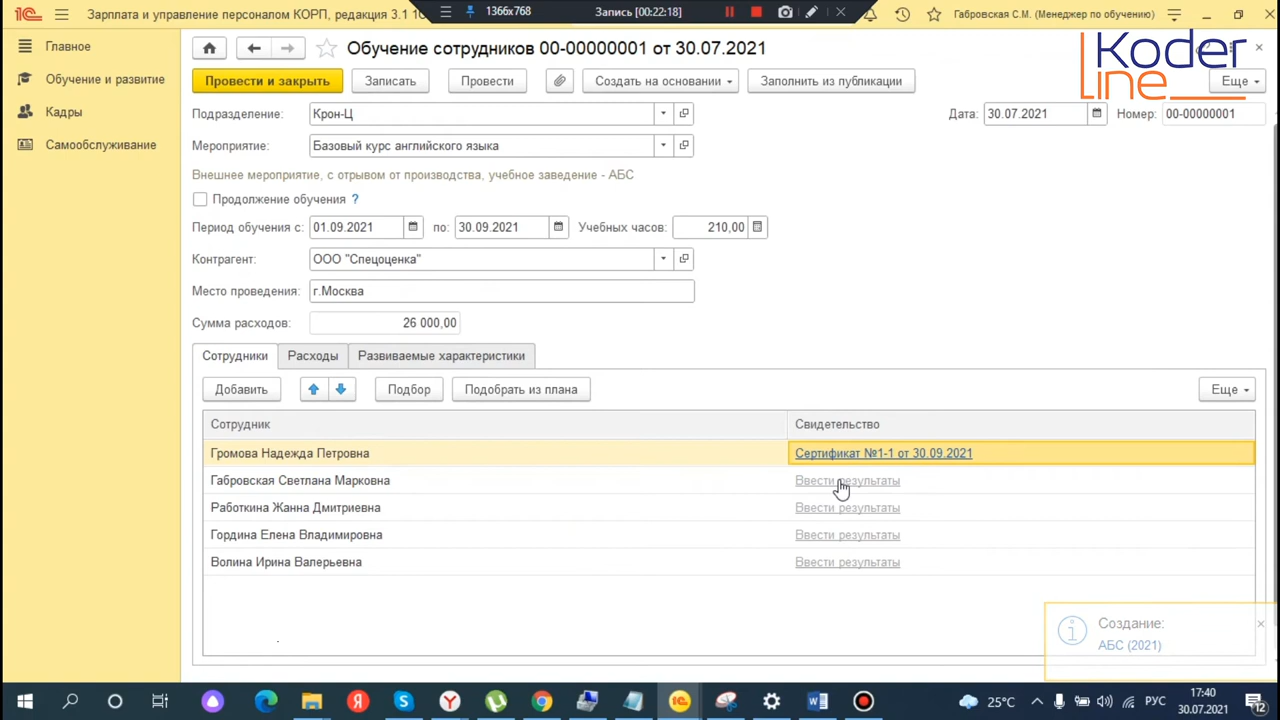 1С Зарплата и управление персоналом КОРП, редакция 3.1 1
1366x768 Запись [00:22:18]
Габровская С.М. (Менеджер по обучению)
Koder
line
Главное
Обучение и развитие
Кадры
Самообслуживание
Обучение сотрудников 00-00000001 от 30.07.2021
Провести и закрыть Записать Провести Создать на основании Заполнить из публикации Еще
Подразделение: Крон-Ц Дата: 30.07.2021 Номер: 00-00000001
Мероприятие: Базовый курс английского языка
Внешнее мероприятие, с отрывом от производства, учебное заведение - АБС
Продолжение обучения ?
Период обучения с: 01.09.2021 по: 30.09.2021 Учебных часов: 210,00
Контрагент: ООО "Спецоценка"
Место проведения: г.Москва
Сумма расходов: 26 000,00
Сотрудники Расходы Развиваемые характеристики
Добавить Подбор Подобрать из плана Еще
Сотрудник Свидетельство
Громова Надежда Петровна Сертификат №1-1 от 30.09.2021
Габровская Светлана Марковна Ввести результаты
Работкина Жанна Дмитриевна Ввести результаты
Гордина Елена Владимировна Ввести результаты
Волина Ирина Валерьевна Ввести результаты
Создание:
АБС (2021)
25°C РУС 17:40
30.07.2021 12